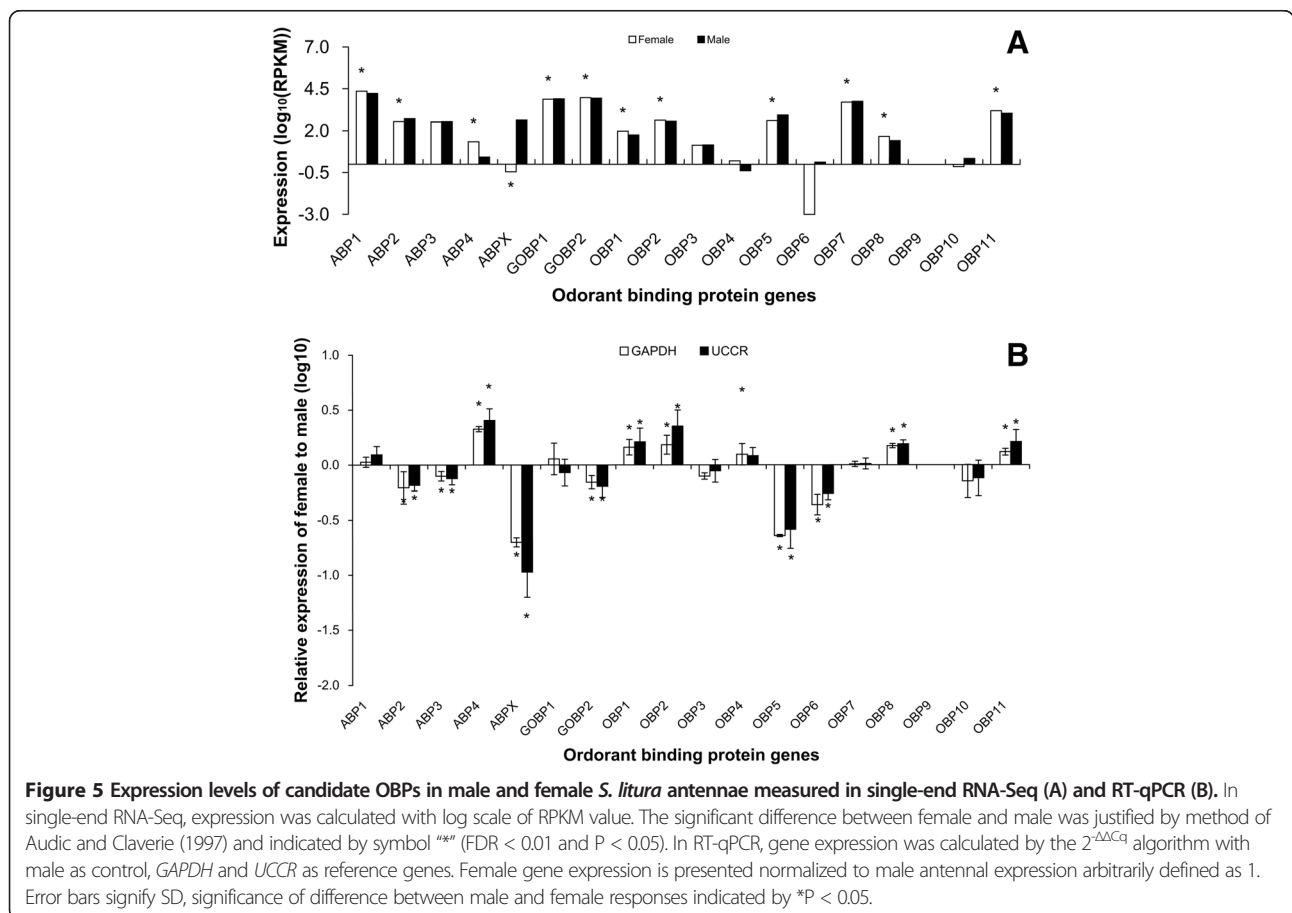 A
Female Male
Expression (log10(RPKM))
7.0
4.5
2.0
-0.5
-3.0
* * * * * * * * * * * * *
ABP1 ABP2 ABP3 ABP4 ABPX GOBP1 GOBP2 OBP1 OBP2 OBP3 OBP4 OBP5 OBP6 OBP7 OBP8 OBP9 OBP10 OBP11
Odorant binding protein genes
B
GAPDH UCCR
Relative expression of female to male (log10)
1.0
0.5
0.0
-0.5
-1.0
-1.5
-2.0
* * * * * * * * * * * * * * * * * * * * * * * 
ABP1 ABP2 ABP3 ABP4 ABPX GOBP1 GOBP2 OBP1 OBP2 OBP3 OBP4 OBP5 OBP6 OBP7 OBP8 OBP9 OBP10 OBP11
Ordorant binding protein genes
Figure 5 Expression levels of candidate OBPs in male and female S. litura antennae measured in single-end RNA-Seq (A) and RT-qPCR (B). In
single-end RNA-Seq, expression was calculated with log scale of RPKM value. The significant difference between female and male was justified by method of
Audic and Claverie (1997) and indicated by symbol “*” (FDR < 0.01 and P < 0.05). In RT-qPCR, gene expression was calculated by the 2-ΔΔCq algorithm with
male as control, GAPDH and UCCR as reference genes. Female gene expression is presented normalized to male antennal expression arbitrarily defined as 1.
Error bars signify SD, significance of difference between male and female responses indicated by *P < 0.05.